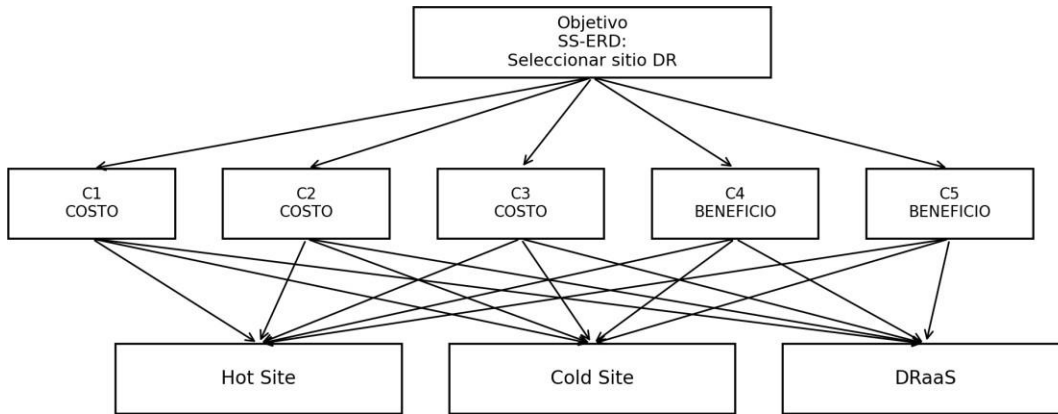 Objetivo
SS-ERD:
Seleccionar sitio DR
C1
COSTO
C2
COSTO
C3
COSTO
C4
BENEFICIO
C5
BENEFICIO
Hot Site
Cold Site
DRaaS